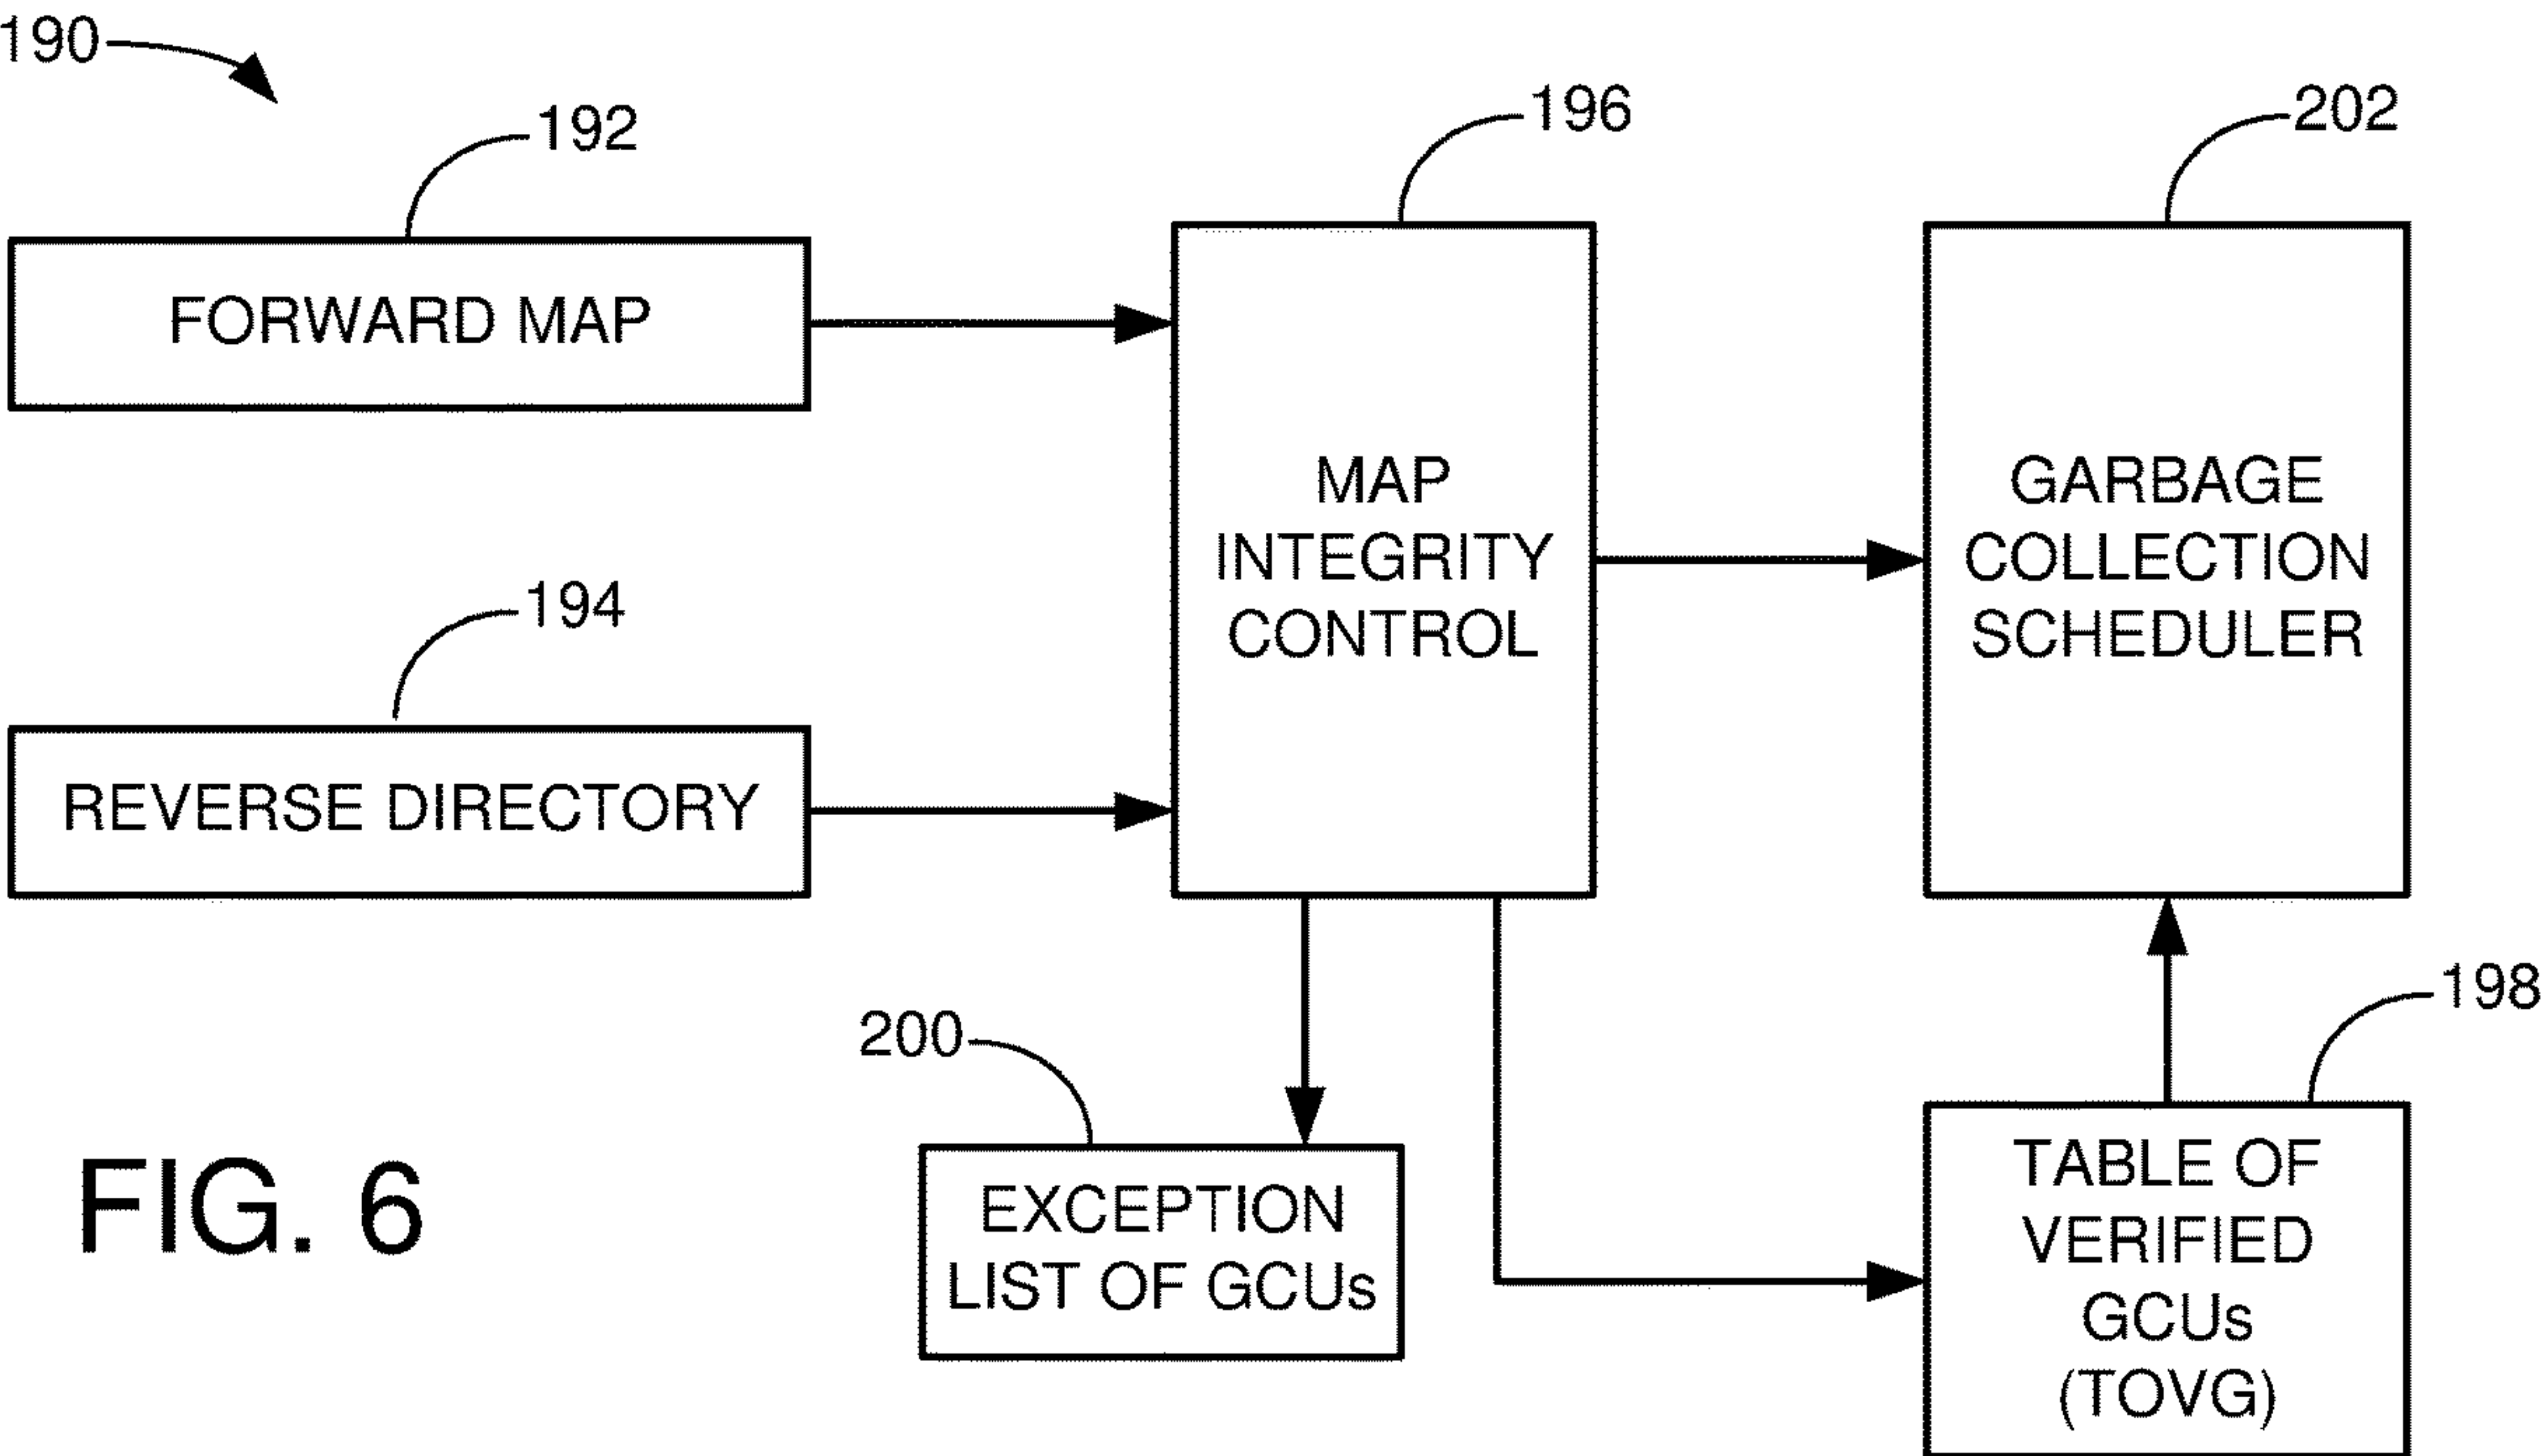 190
192
196
202
FORWARD MAP
MAP
INTEGRITY
CONTROL
GARBAGE
COLLECTION
SCHEDULER
194
REVERSE DIRECTORY
198
200
EXCEPTION
LIST OF GCUs
TABLE OF
VERIFIED
GCUs
(TOVG)
FIG. 6